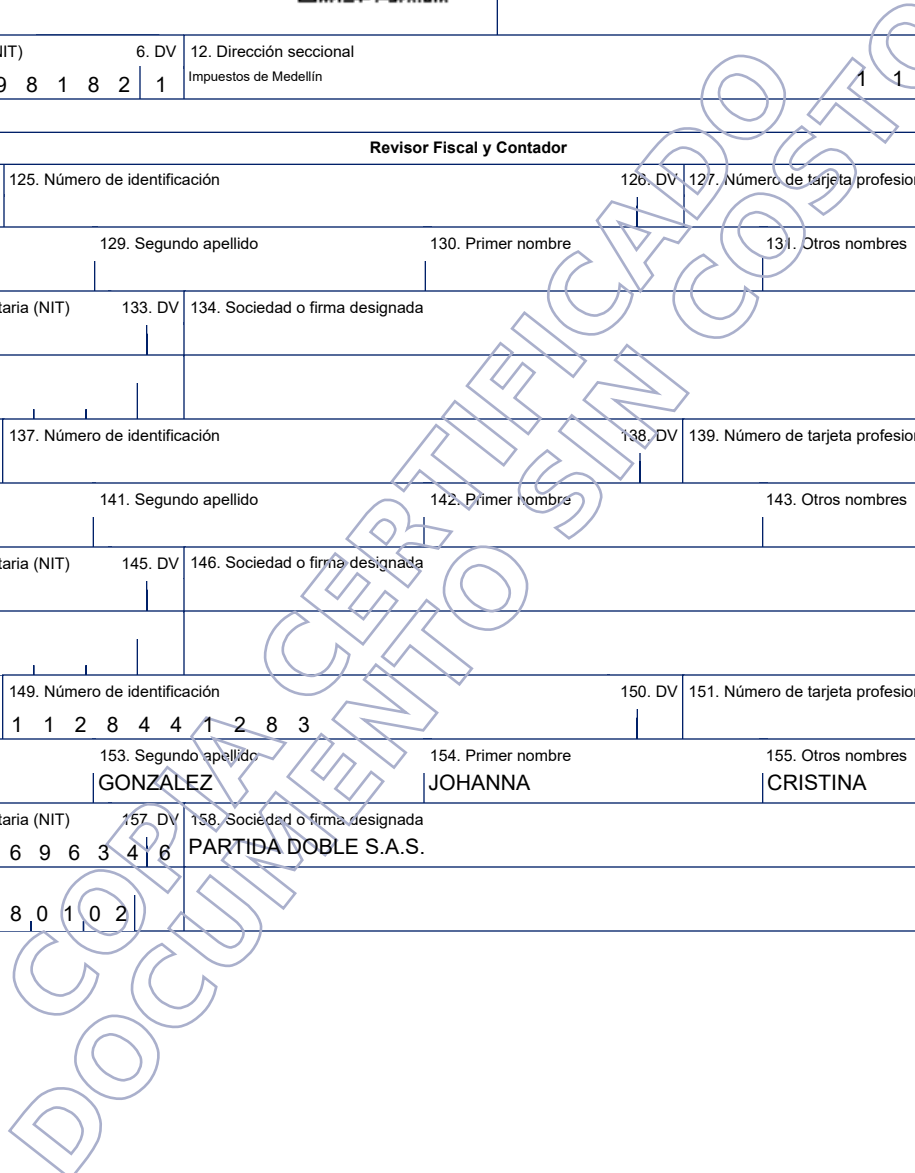 NIT) 6. DV 12. Dirección seccional
9 8 1 8 2 1 Impuestos de Medellín 1 1
Revisor Fiscal y Contador
125. Número de identificación 126. DV 127. Número de tarjeta profesion
129. Segundo apellido 130. Primer nombre 131. Otros nombres
taria (NIT) 133. DV 134. Sociedad o firma designada
137. Número de identificación 138. DV 139. Número de tarjeta profesion
141. Segundo apellido 142. Primer nombre 143. Otros nombres
taria (NIT) 145. DV 146. Sociedad o firma designada
149. Número de identificación 150. DV 151. Número de tarjeta profesion
1 1 2 8 4 4 1 2 8 3
153. Segundo apellido 154. Primer nombre 155. Otros nombres
GONZALEZ JOHANNA CRISTINA
taria (NIT) 157. DV 158. Sociedad o firma designada
6 9 6 3 4 6 PARTIDA DOBLE S.A.S.
8 0 1 0 2
COPIA CERTIFICADO
DOCUMENTO SIN COSTO